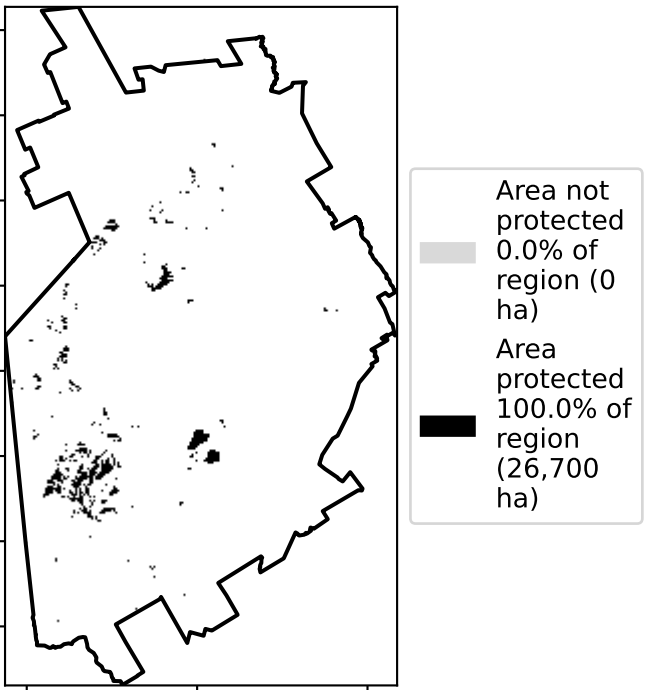 Area not
protected
0.0% of
region (0
ha)
Area
protected
100.0% of
region
(26,700
ha)